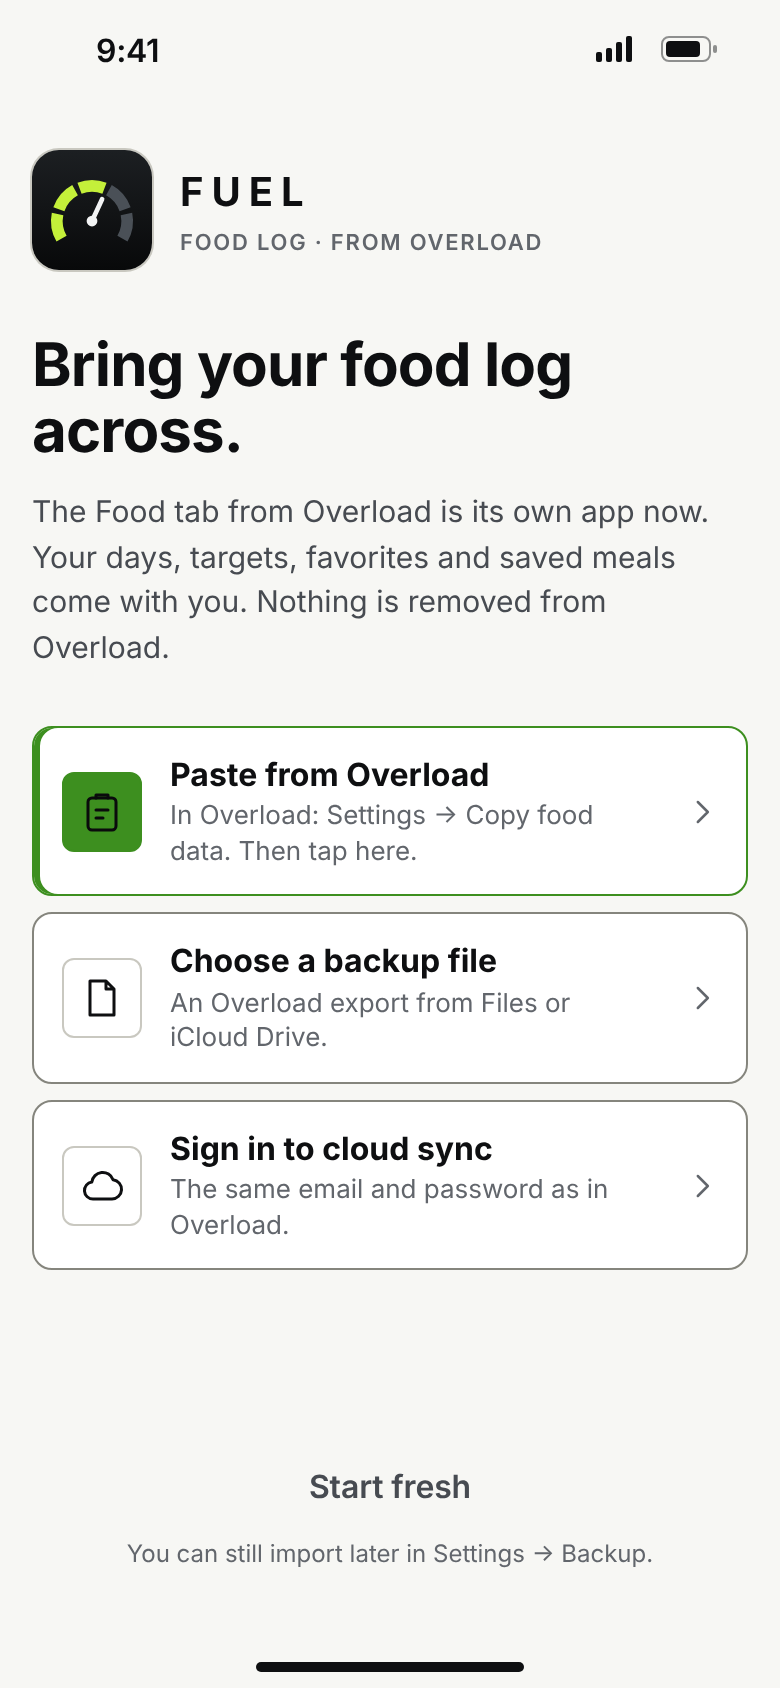 9:41
FUEL
FOOD LOG · FROM OVERLOAD
Bring your food log
across.
The Food tab from Overload is its own app now.
Your days, targets, favorites and saved meals
come with you. Nothing is removed from
Overload.
Paste from Overload
In Overload: Settings → Copy food
data. Then tap here.
Choose a backup file
An Overload export from Files or
iCloud Drive.
Sign in to cloud sync
The same email and password as in
Overload.
Start fresh
You can still import later in Settings → Backup.